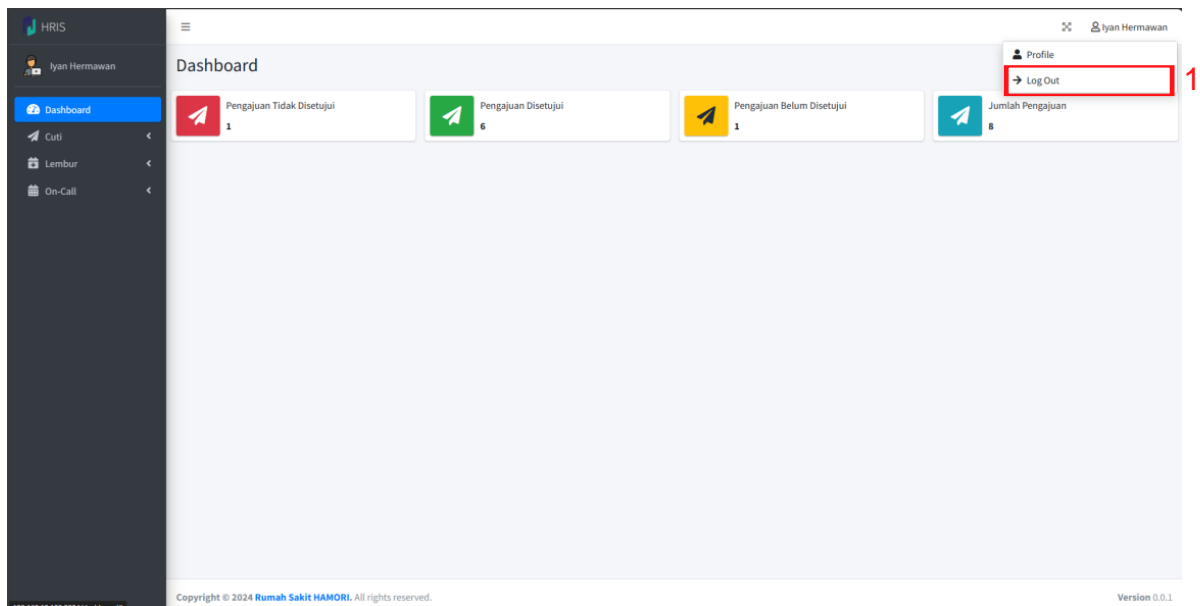 HRIS
Iyan Hermawan
Iyan Hermawan
Dashboard
Cuti
Lembur
On-Call
Dashboard
Profile
Log Out
1
Pengajuan Tidak Disetujui
1
Pengajuan Disetujui
6
Pengajuan Belum Disetujui
1
Jumlah Pengajuan
8
Copyright © 2024 Rumah Sakit HAMORI. All rights reserved.
Version 0.0.1